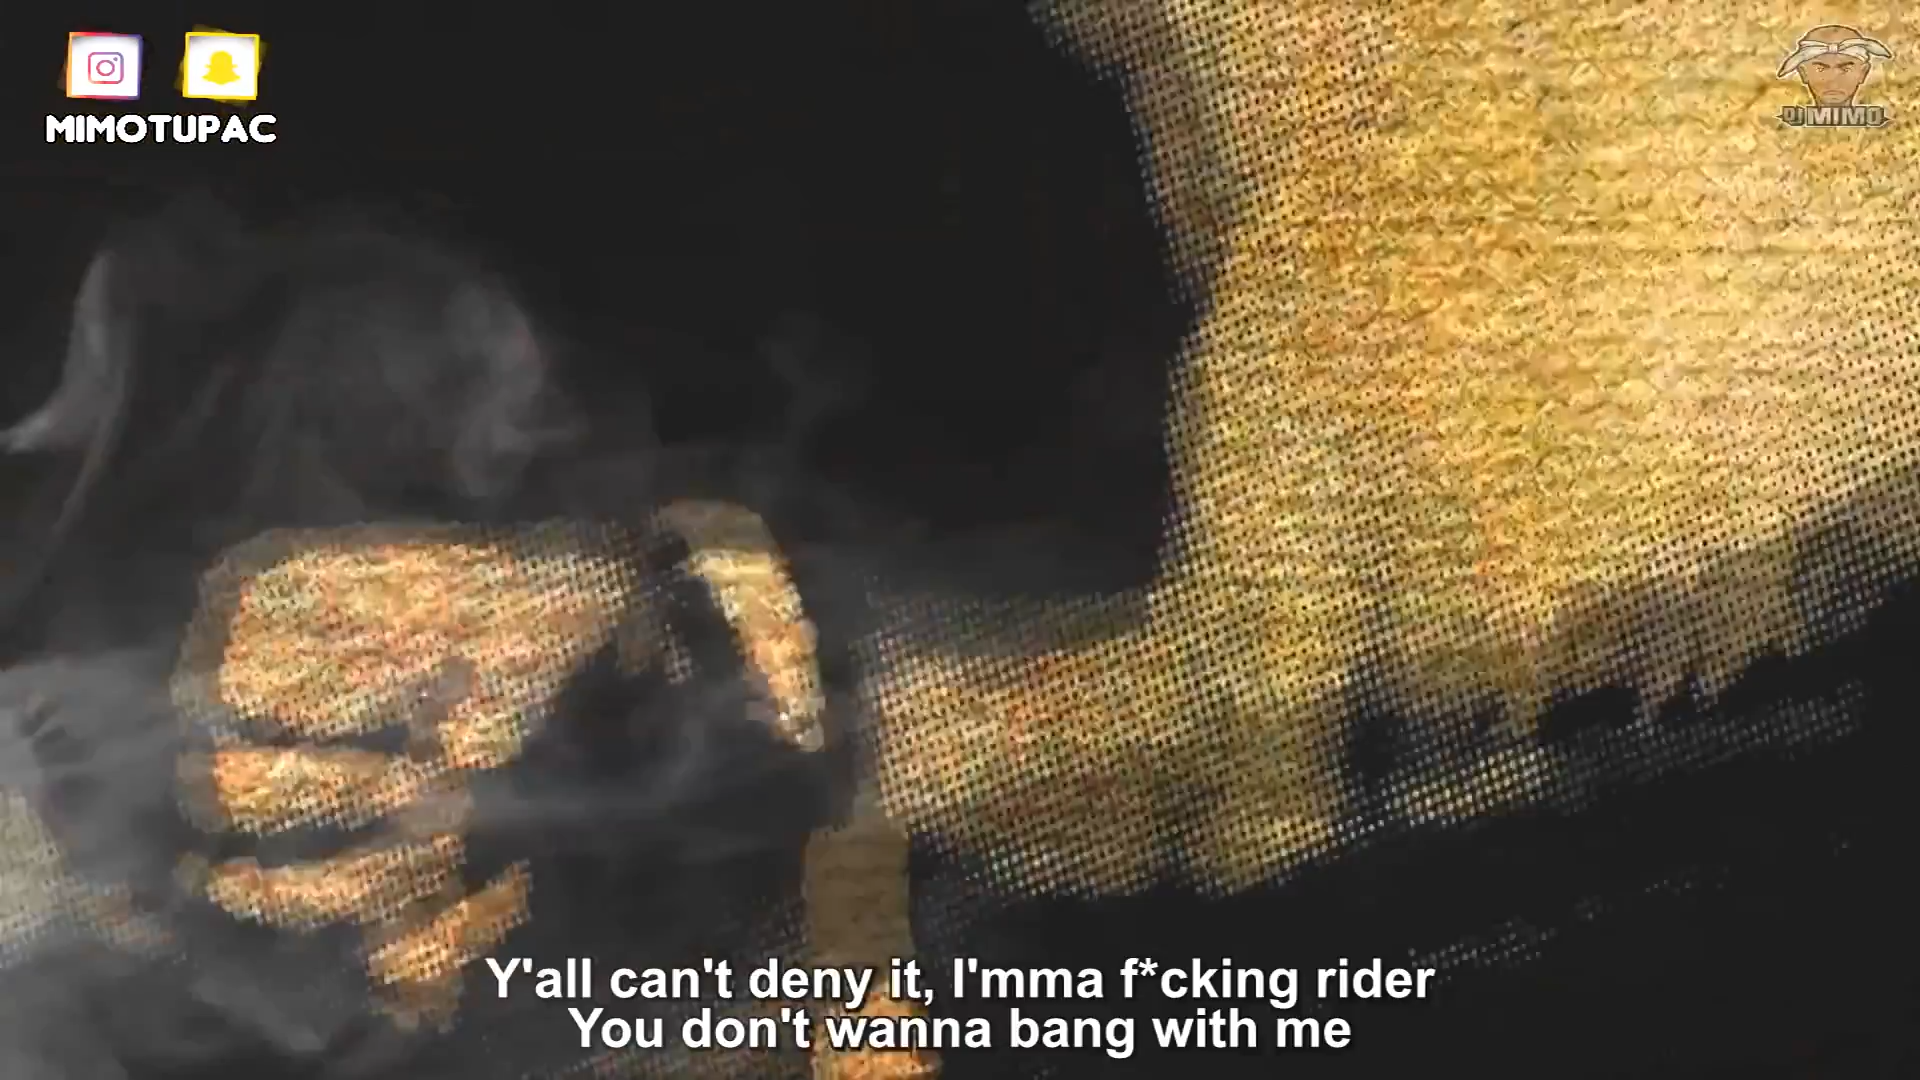 MIMOTUPAC
DJ MIMO
Y'all can't deny it, I'mma f*cking rider
You don't wanna bang with me